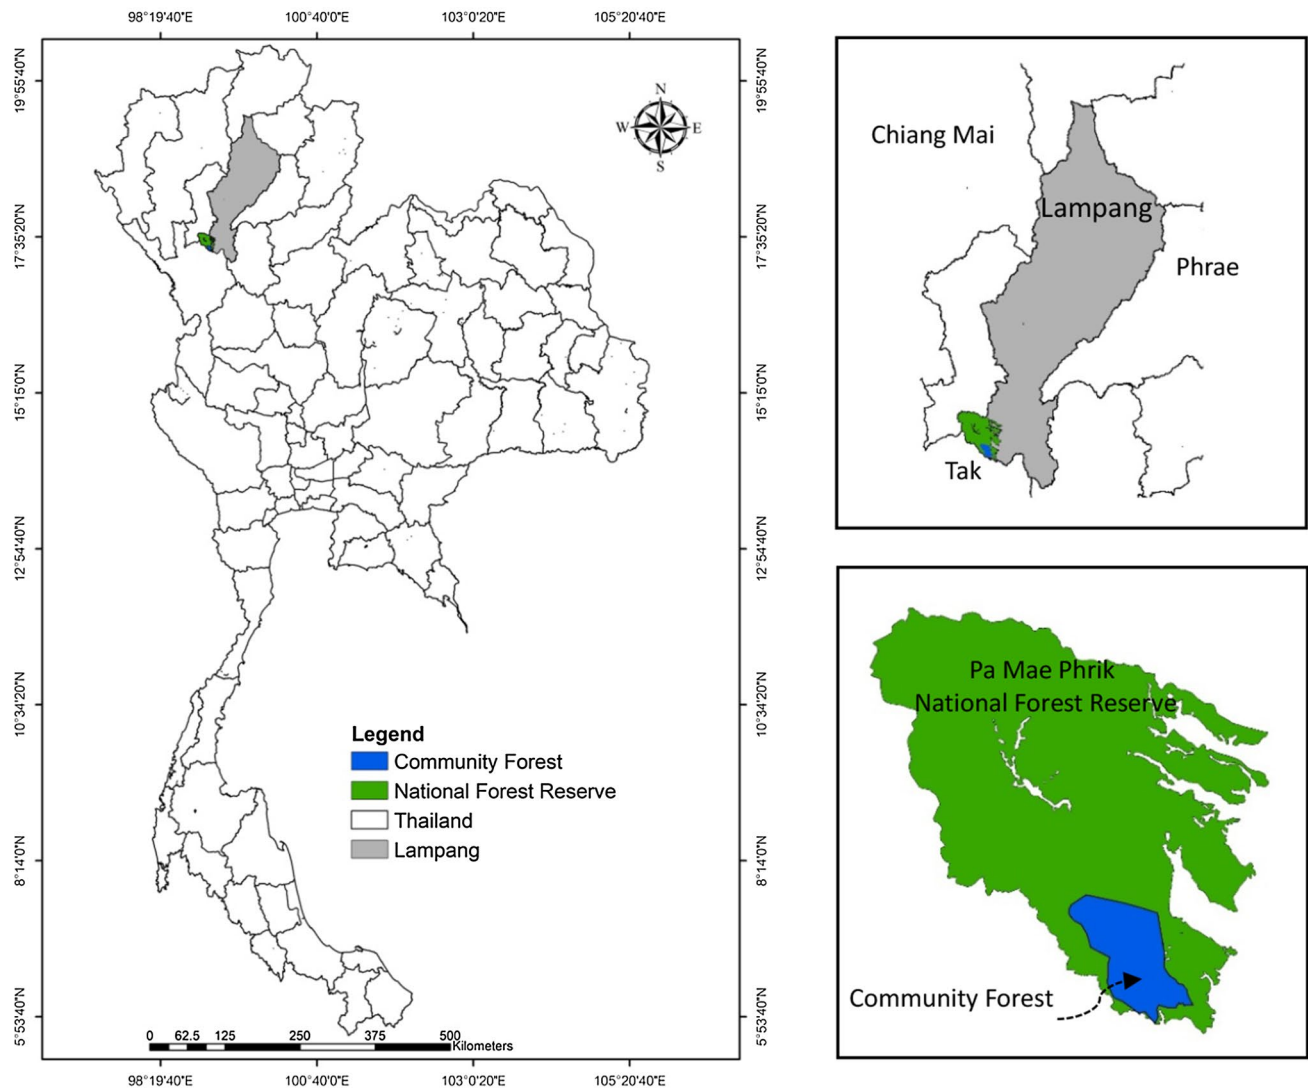 98°19'40"E 100°40'0"E 103°0'20"E 105°20'40"E
19°55'40"N
17°35'20"N
15°15'0"N
12°54'40"N
10°34'20"N
8°14'0"N
5°53'40"N
N
W E
S
Legend
Community Forest
National Forest Reserve
Thailand
Lampang
0 62.5 125 250 375 500
Kilometers
19°55'40"N
17°35'20"N
15°15'0"N
12°54'40"N
10°34'20"N
8°14'0"N
5°53'40"N
98°19'40"E 100°40'0"E 103°0'20"E 105°20'40"E
Chiang Mai
Lampang
Phrae
Tak
Pa Mae Phrik
National Forest Reserve
Community Forest